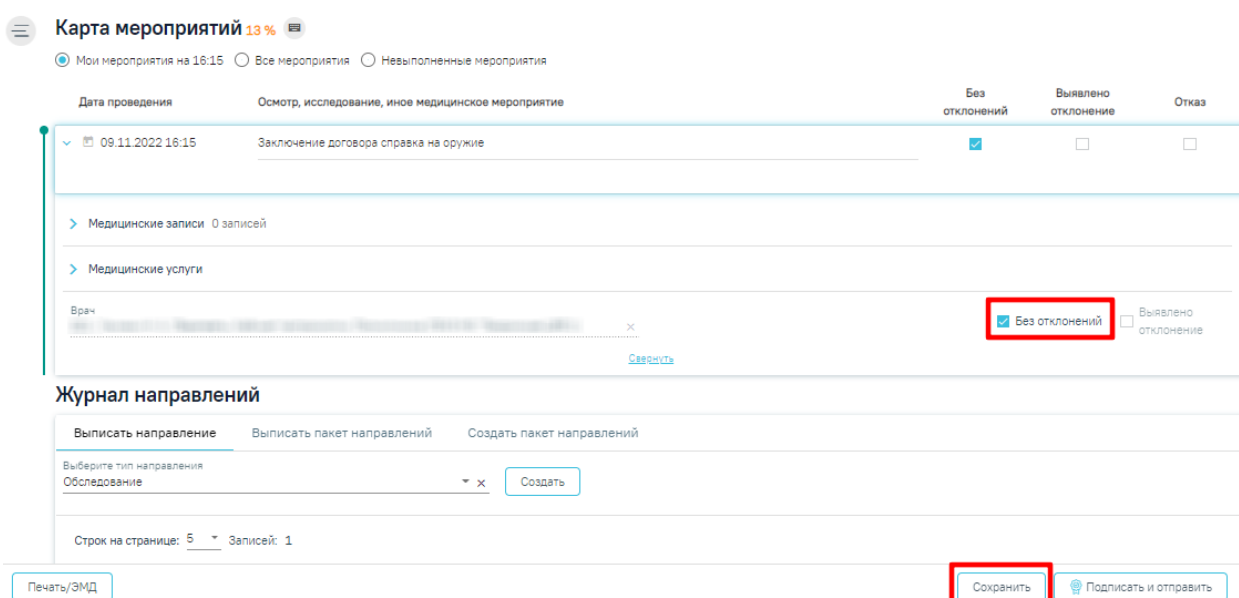 Карта мероприятий 13 %
Мои мероприятия на 16:15 Все мероприятия Невыполненные мероприятия
Дата проведения Осмотр, исследование, иное медицинское мероприятие Без отклонений Выявлено отклонение Отказ
09.11.2022 16:15 Заключение договора справка на оружие
Медицинские записи 0 записей
Медицинские услуги
Врач
Без отклонений Выявлено отклонение
Свернуть
Журнал направлений
Выписать направление Выписать пакет направлений Создать пакет направлений
Выберите тип направления
Обследование Создать
Строк на странице: 5 Записей: 1
Печать/ЭМД Сохранить Подписать и отправить